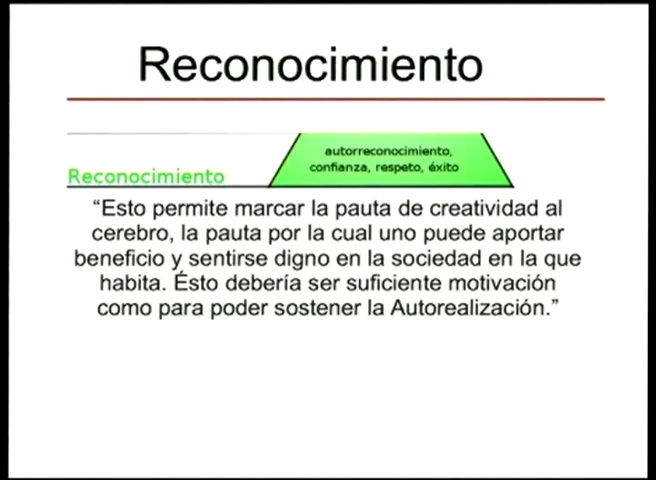 Reconocimiento
autorreconocimiento,
confianza, respeto, éxito
Reconocimiento
“Esto permite marcar la pauta de creatividad al
cerebro, la pauta por la cual uno puede aportar
beneficio y sentirse digno en la sociedad en la que
habita. Ésto debería ser suficiente motivación
como para poder sostener la Autorealización.”